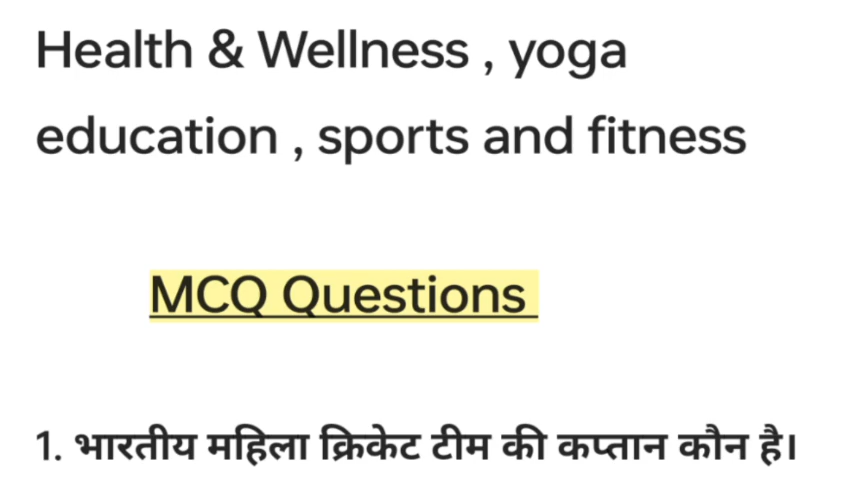 Health & Wellness , yoga
education , sports and fitness
MCQ Questions
1. भारतीय महिला क्रिकेट टीम की कप्तान कौन है।